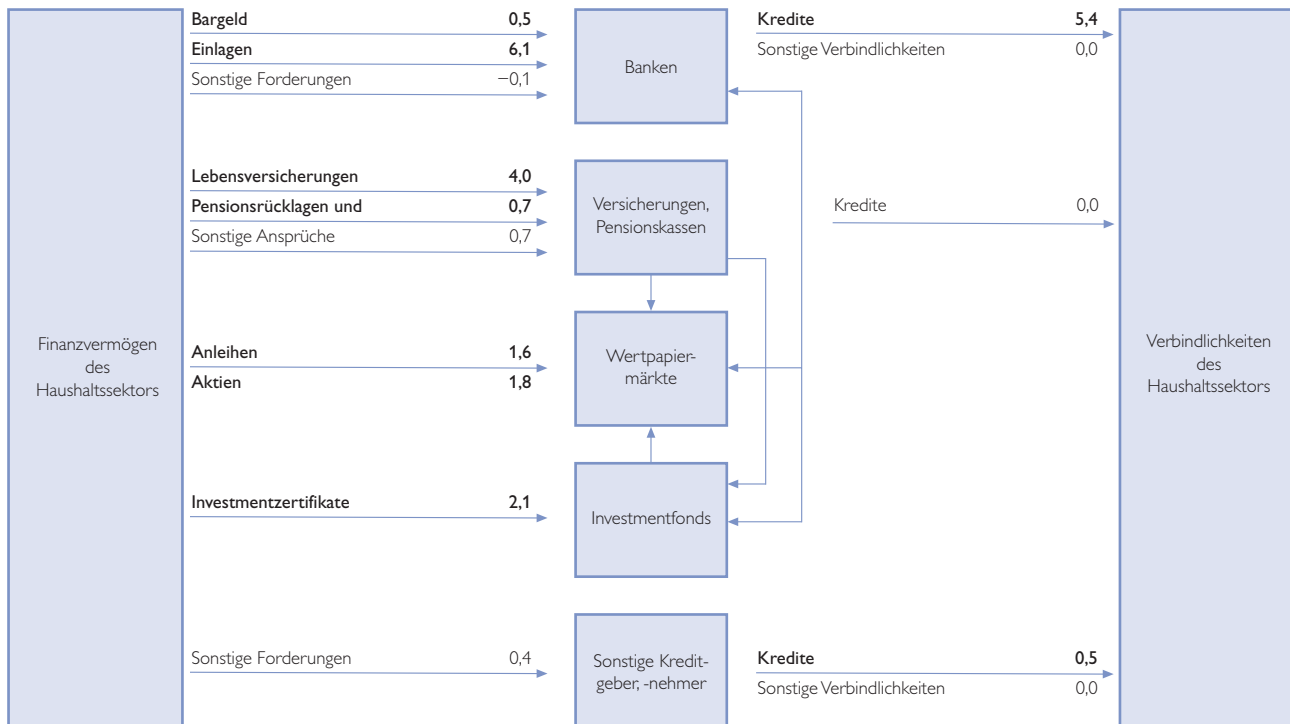 Finanzvermögen
des
Haushaltssektors
Bargeld 0,5
Einlagen 6,1
Sonstige Forderungen −0,1
Lebensversicherungen 4,0
Pensionsrücklagen und 0,7
Sonstige Ansprüche 0,7
Anleihen 1,6
Aktien 1,8
Investmentzertifikate 2,1
Sonstige Forderungen 0,4
Banken
Versicherungen,
Pensionskassen
Wertpapier-
märkte
Investmentfonds
Sonstige Kredit-
geber, -nehmer
Kredite 5,4
Sonstige Verbindlichkeiten 0,0
Kredite 0,0
Kredite 0,5
Sonstige Verbindlichkeiten 0,0
Verbindlichkeiten
des
Haushaltssektors